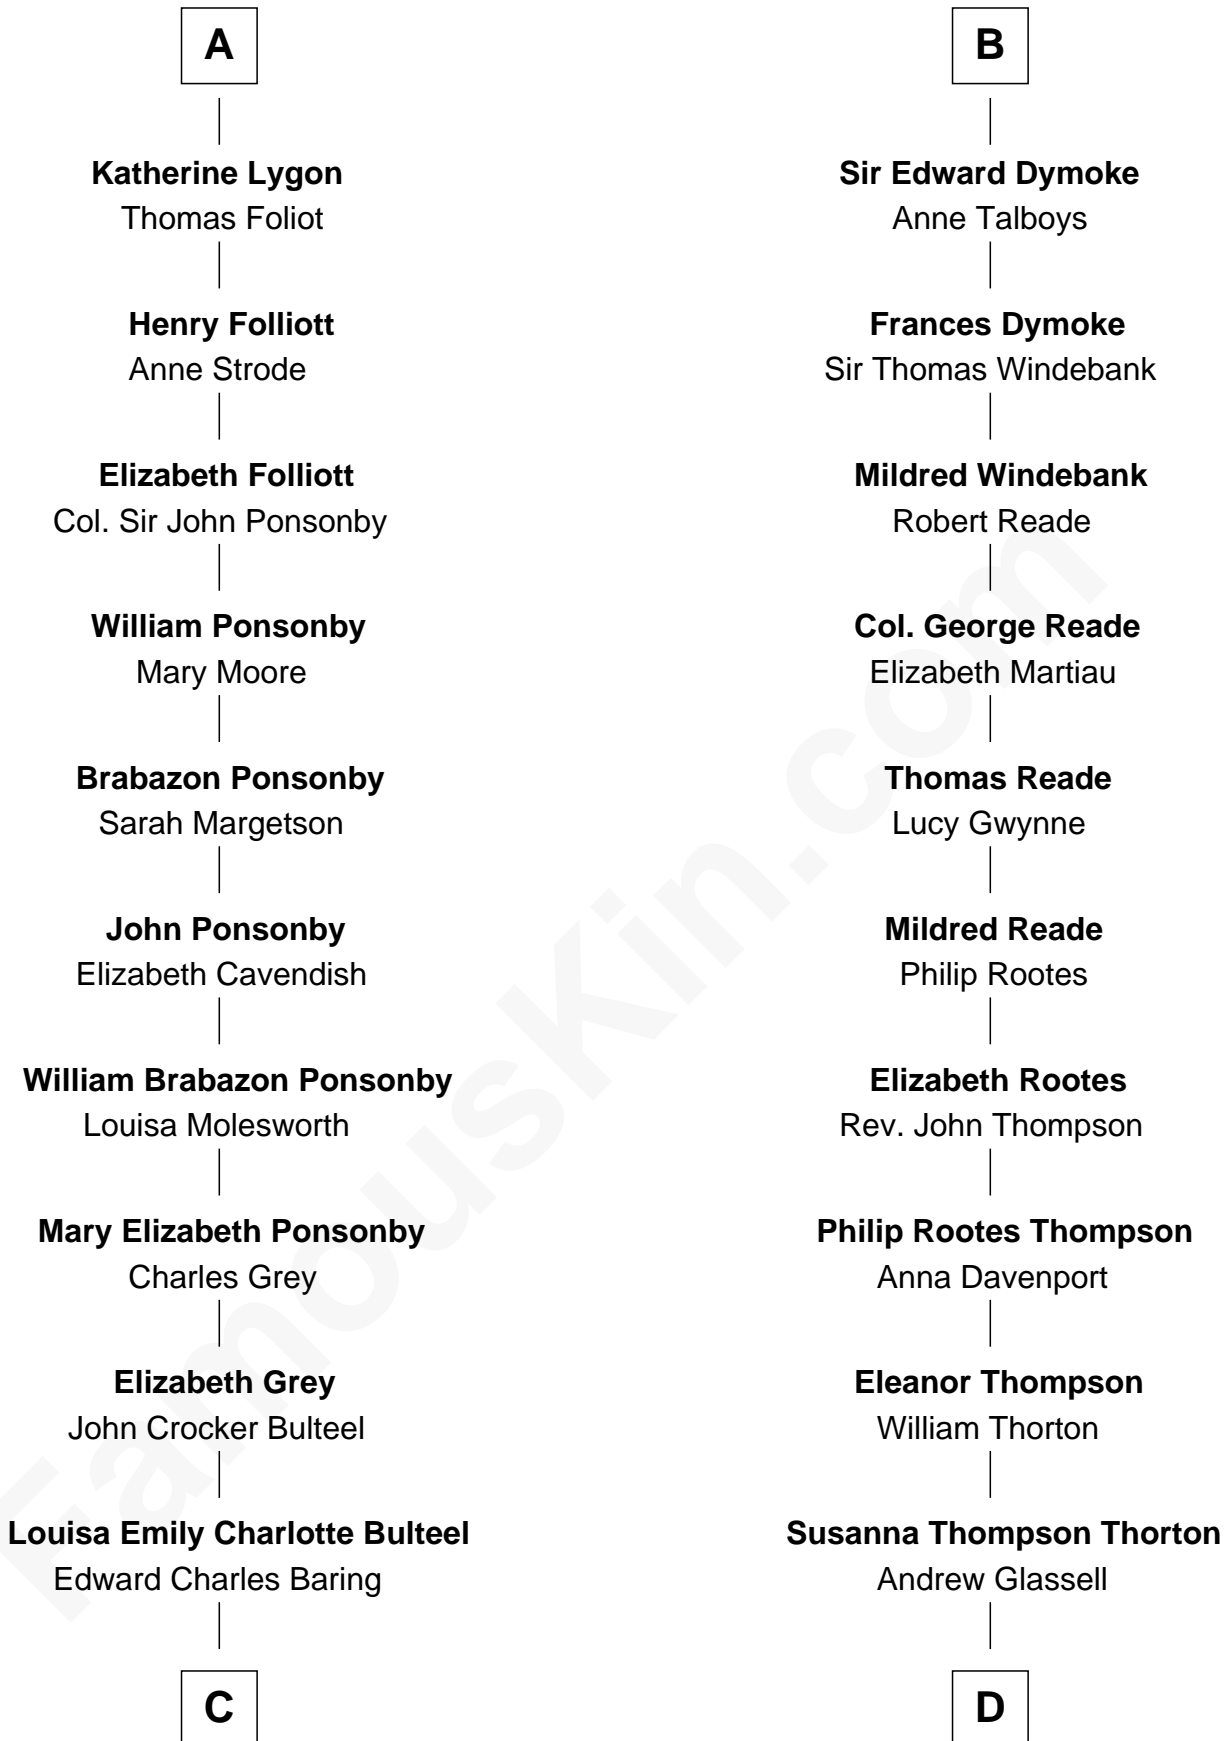 A
Katherine Lygon
Thomas Foliot
Henry Folliott
Anne Strode
Elizabeth Folliott
Col. Sir John Ponsonby
William Ponsonby
Mary Moore
Brabazon Ponsonby
Sarah Margetson
John Ponsonby
Elizabeth Cavendish
William Brabazon Ponsonby
Louisa Molesworth
Mary Elizabeth Ponsonby
Charles Grey
Elizabeth Grey
John Crocker Bulteel
Louisa Emily Charlotte Bulteel
Edward Charles Baring
C
B
Sir Edward Dymoke
Anne Talboys
Frances Dymoke
Sir Thomas Windebank
Mildred Windebank
Robert Reade
Col. George Reade
Elizabeth Martiau
Thomas Reade
Lucy Gwynne
Mildred Reade
Philip Rootes
Elizabeth Rootes
Rev. John Thompson
Philip Rootes Thompson
Anna Davenport
Eleanor Thompson
William Thorton
Susanna Thompson Thorton
Andrew Glassell
D
FamousKin.com